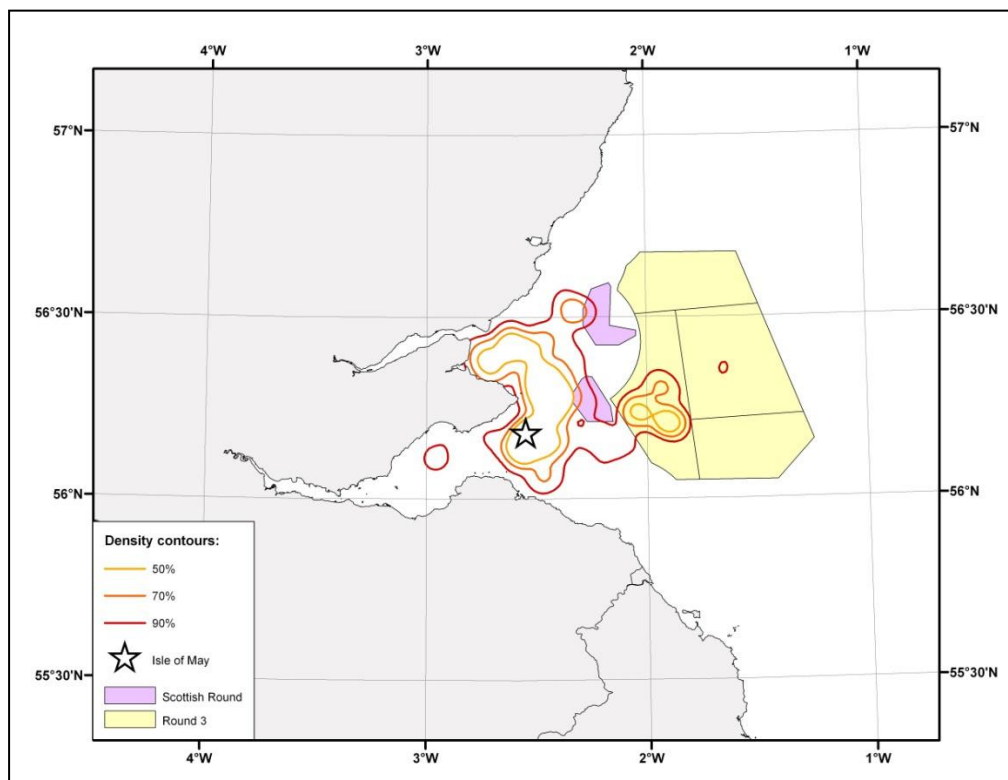 4°W 3°W 2°W 1°W
57°N 57°N
56°30'N 56°30'N
56°N 56°N
55°30'N 55°30'N
Density contours:
50%
70%
90%
Isle of May
Scottish Round
Round 3
4°W 3°W 2°W 1°W